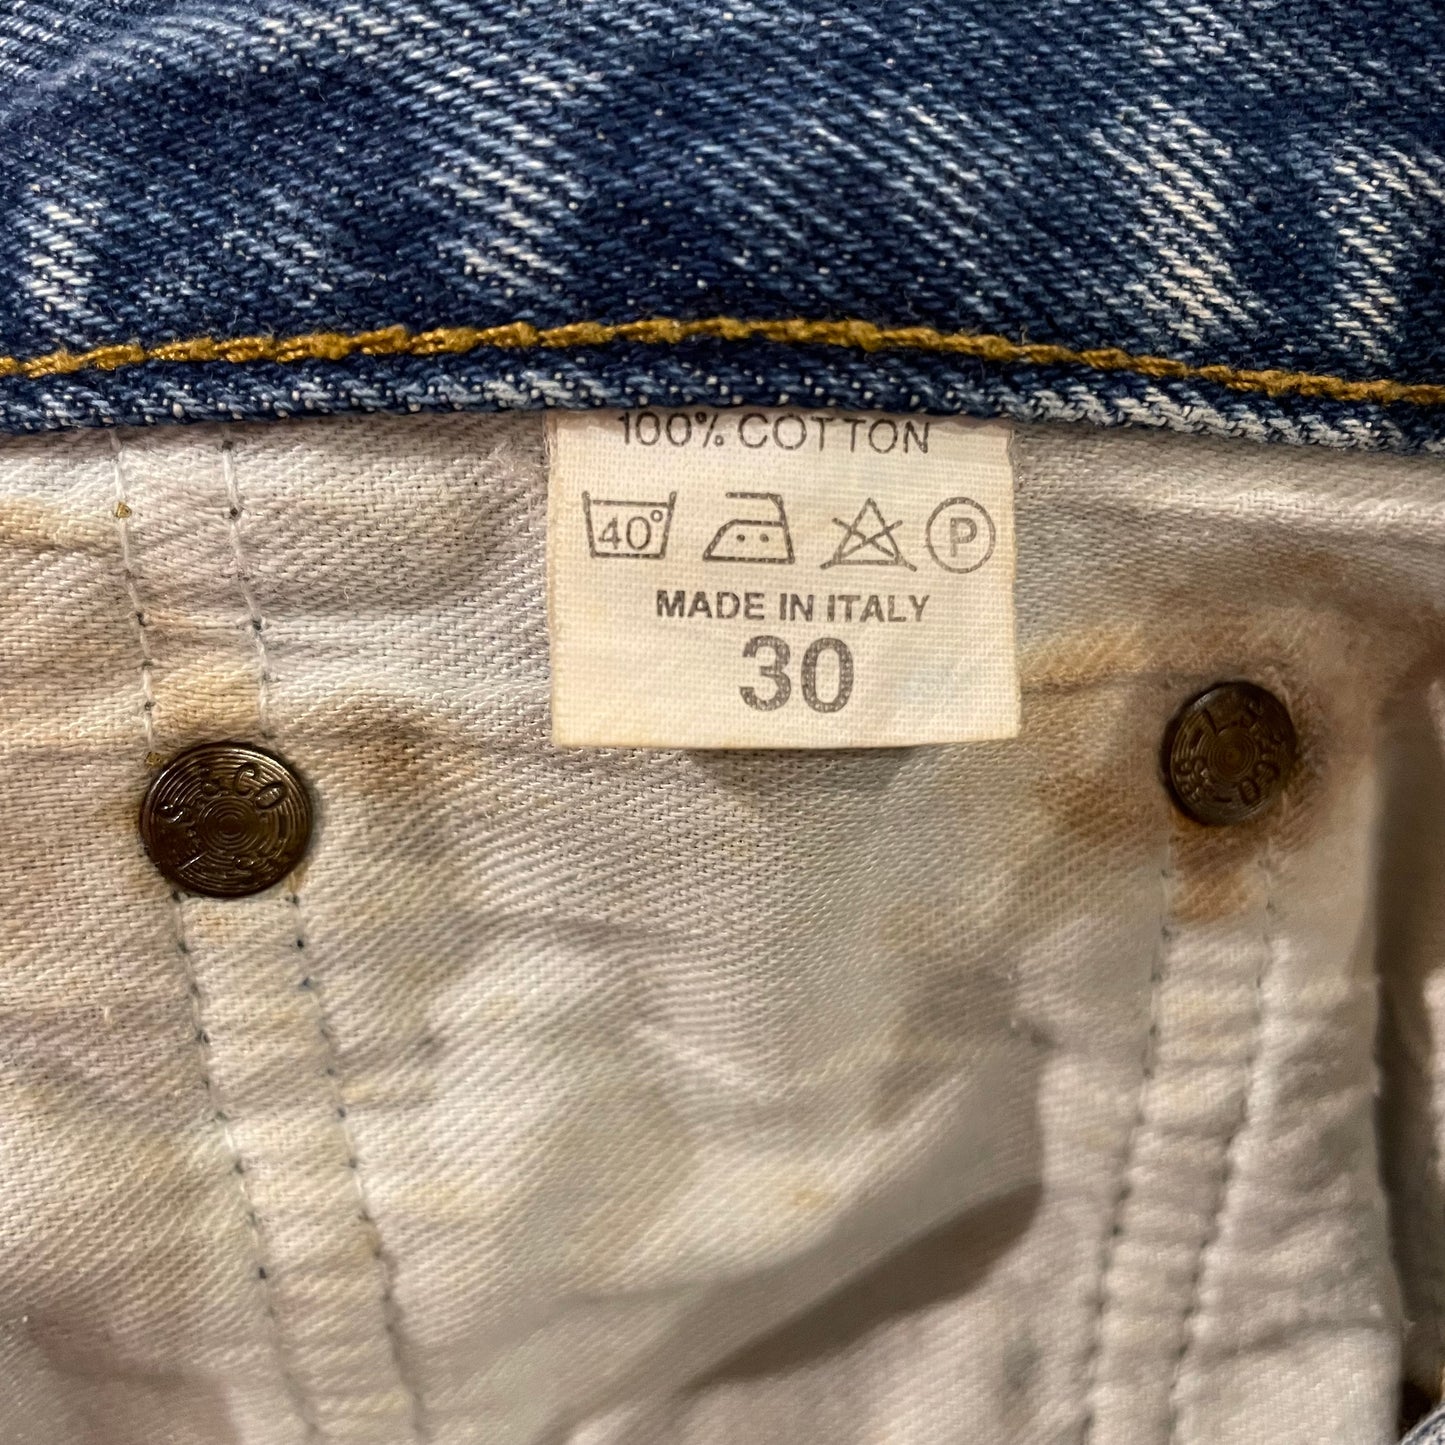 100% COTTON
40° P
MADE IN ITALY
30